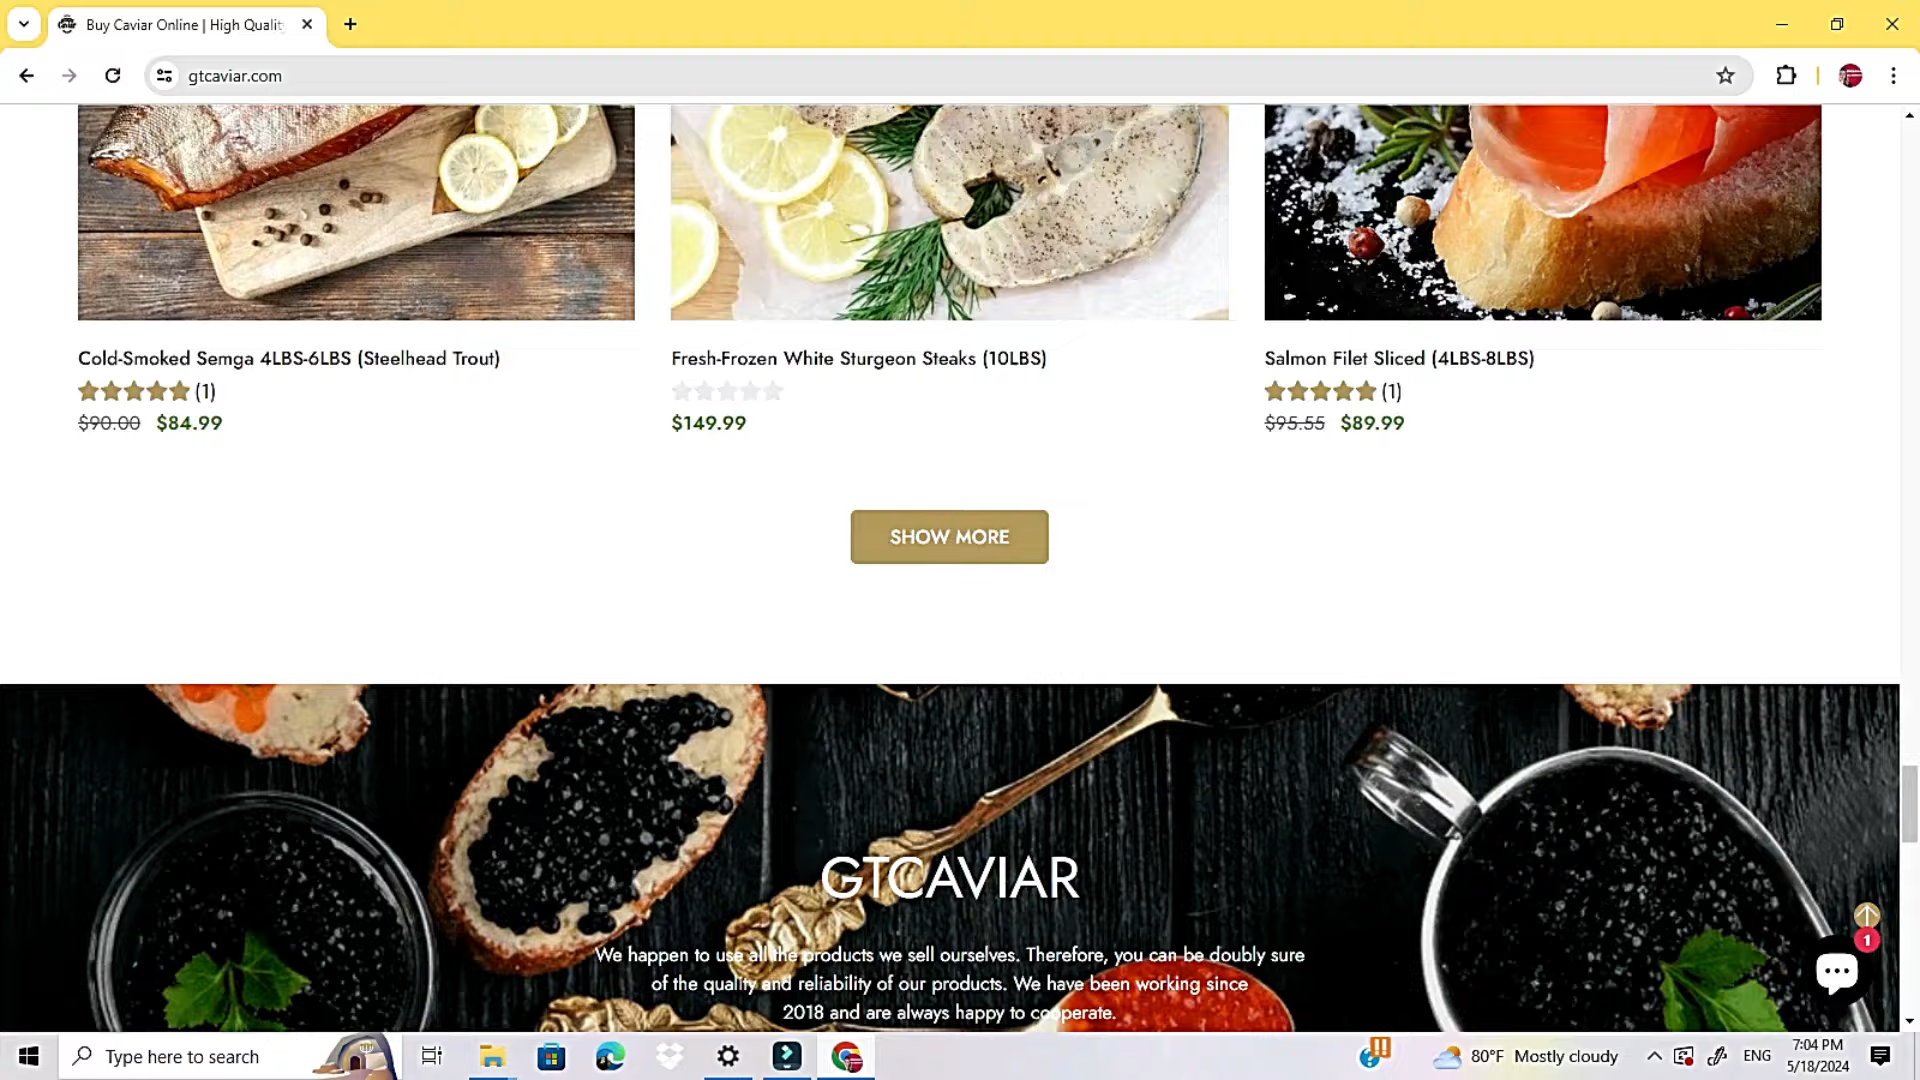 Buy Caviar Online | High Quality
gtcaviar.com
Cold-Smoked Semga 4LBS-6LBS (Steelhead Trout)
(1)
$90.00 $84.99
Fresh-Frozen White Sturgeon Steaks (10LBS)
$149.99
Salmon Filet Sliced (4LBS-8LBS)
(1)
$95.55 $89.99
SHOW MORE
GTCAVIAR
We happen to use all the products we sell ourselves. Therefore, you can be doubly sure
of the quality and reliability of our products. We have been working since
2018 and are always happy to cooperate.
1
Type here to search
80°F Mostly cloudy
ENG
7:04 PM
5/18/2024